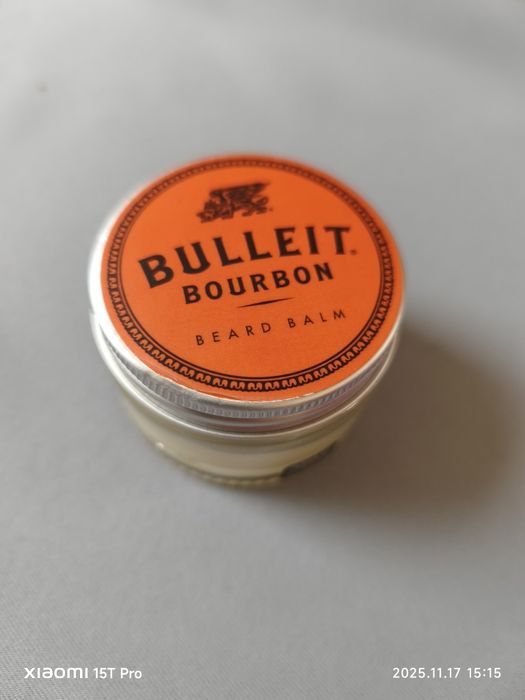 BULLEIT®
BOURBON
BEARD BALM
XIAOMI 15T Pro
2025.11.17 15:15